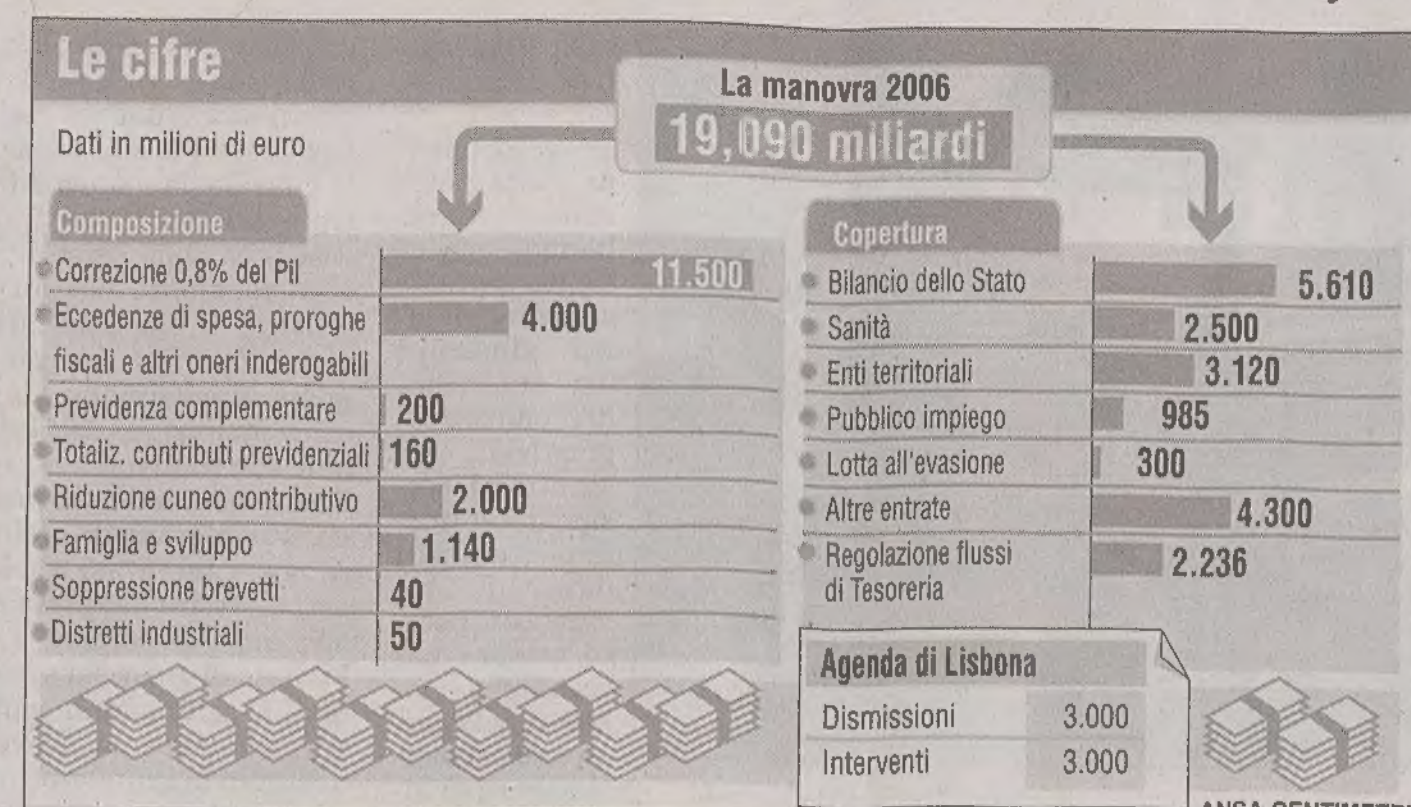 Le cifre
La manovra 2006
19,090 miliardi
Dati in milioni di euro
Composizione
Correzione 0,8% del Pil 11.500
Eccedenze di spesa, proroghe 4.000
fiscali e altri oneri inderogabili
Previdenza complementare 200
Totaliz. contributi previdenziali 160
Riduzione cuneo contributivo 2.000
Famiglia e sviluppo 1.140
Soppressione brevetti 40
Distretti industriali 50
Copertura
Bilancio dello Stato 5.610
Sanità 2.500
Enti territoriali 3.120
Pubblico impiego 985
Lotta all'evasione 300
Altre entrate 4.300
Regolazione flussi 2.236
di Tesoreria
Agenda di Lisbona
Dismissioni 3.000
Interventi 3.000